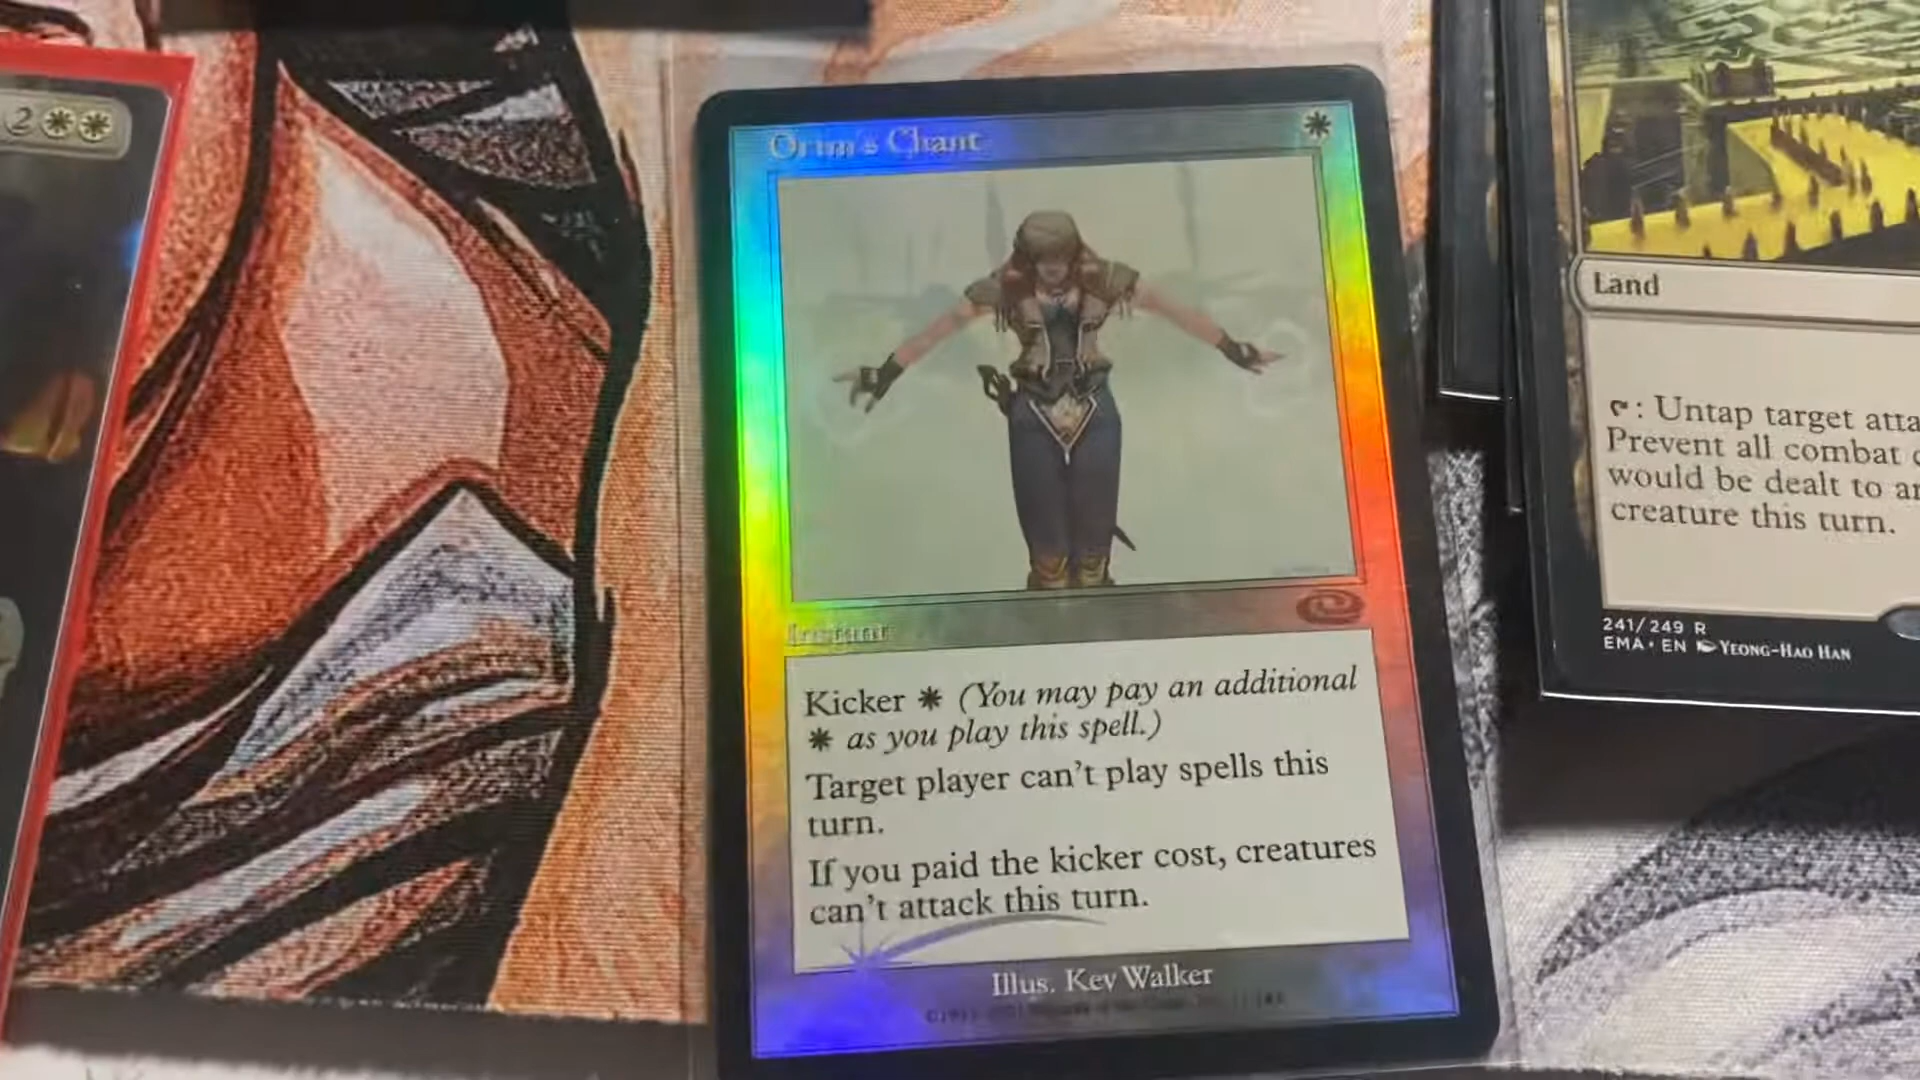 2
Orim's Chant
Kicker (You may pay an additional
as you play this spell.)
Target player can't play spells this
turn.
If you paid the kicker cost, creatures
can't attack this turn.
Instant
Illus. Kev Walker
Land
: Untap target atta
Prevent all combat
would be dealt to
creature this turn.
241/249 R
EMA • EN Yeong-Hao Han